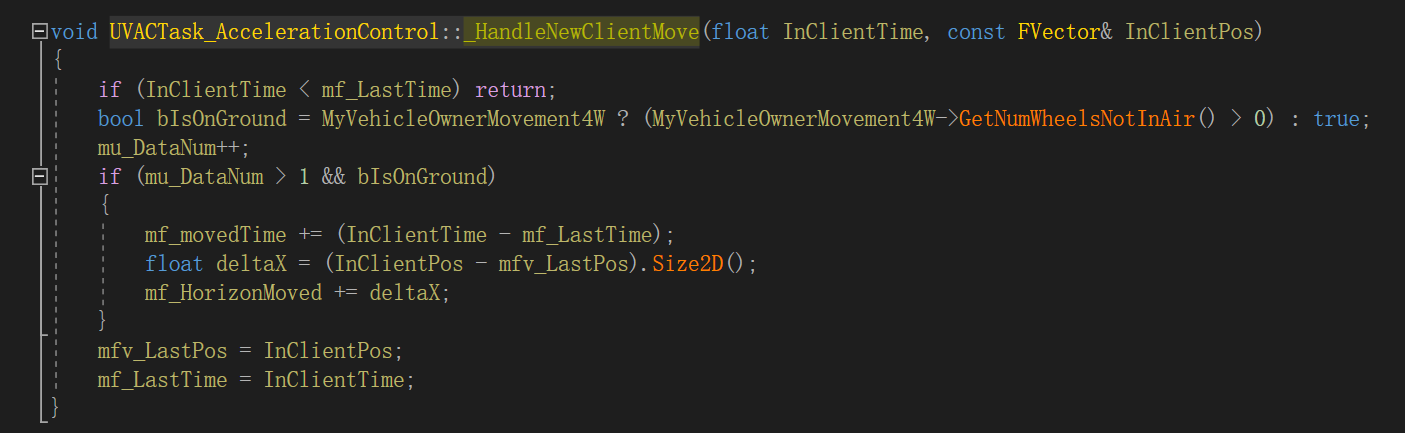 void UVACTask_AccelerationControl::_HandleNewClientMove(float InClientTime, const FVector& InClientPos)
{
if (InClientTime < mf_LastTime) return;
bool bIsOnGround = MyVehicleOwnerMovement4W ? (MyVehicleOwnerMovement4W->GetNumWheelsNotInAir() > 0) : true;
mu_DataNum++;
if (mu_DataNum > 1 && bIsOnGround)
{
mf_movedTime += (InClientTime - mf_LastTime);
float deltaX = (InClientPos - mfv_LastPos).Size2D();
mf_HorizonMoved += deltaX;
}
mfv_LastPos = InClientPos;
mf_LastTime = InClientTime;
}